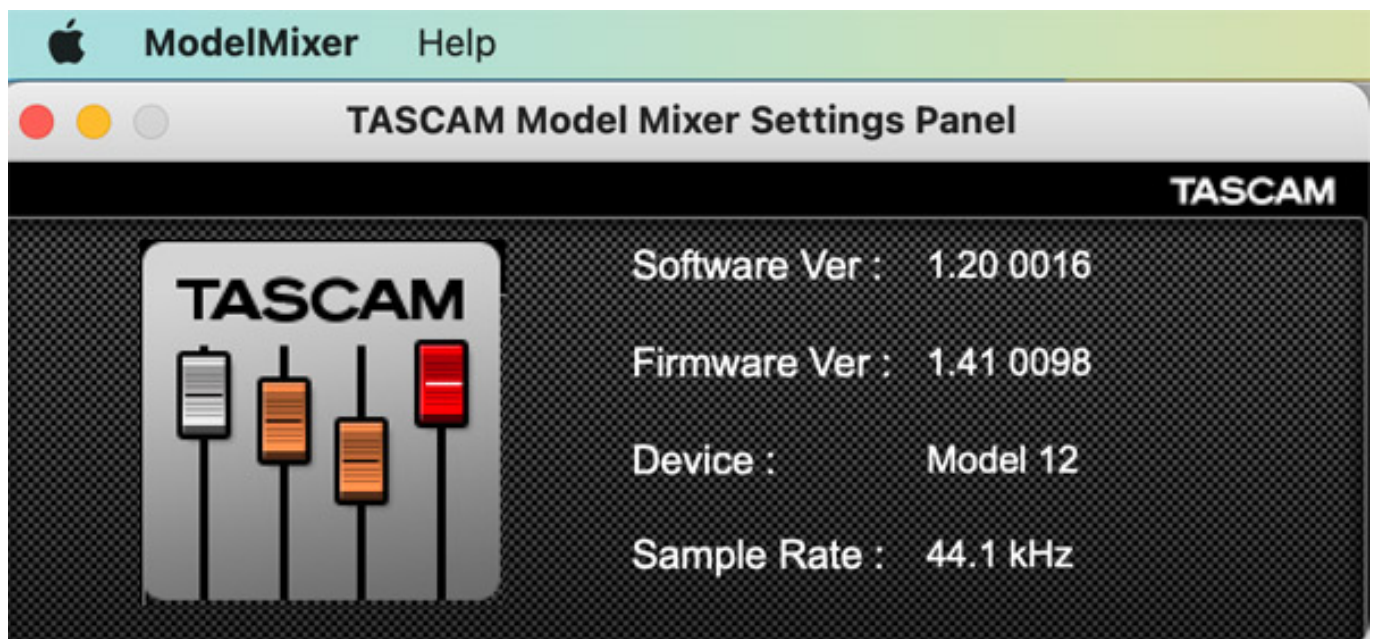 ModelMixer Help
TASCAM Model Mixer Settings Panel
TASCAM
TASCAM
Software Ver : 1.20 0016
Firmware Ver : 1.41 0098
Device : Model 12
Sample Rate : 44.1 kHz